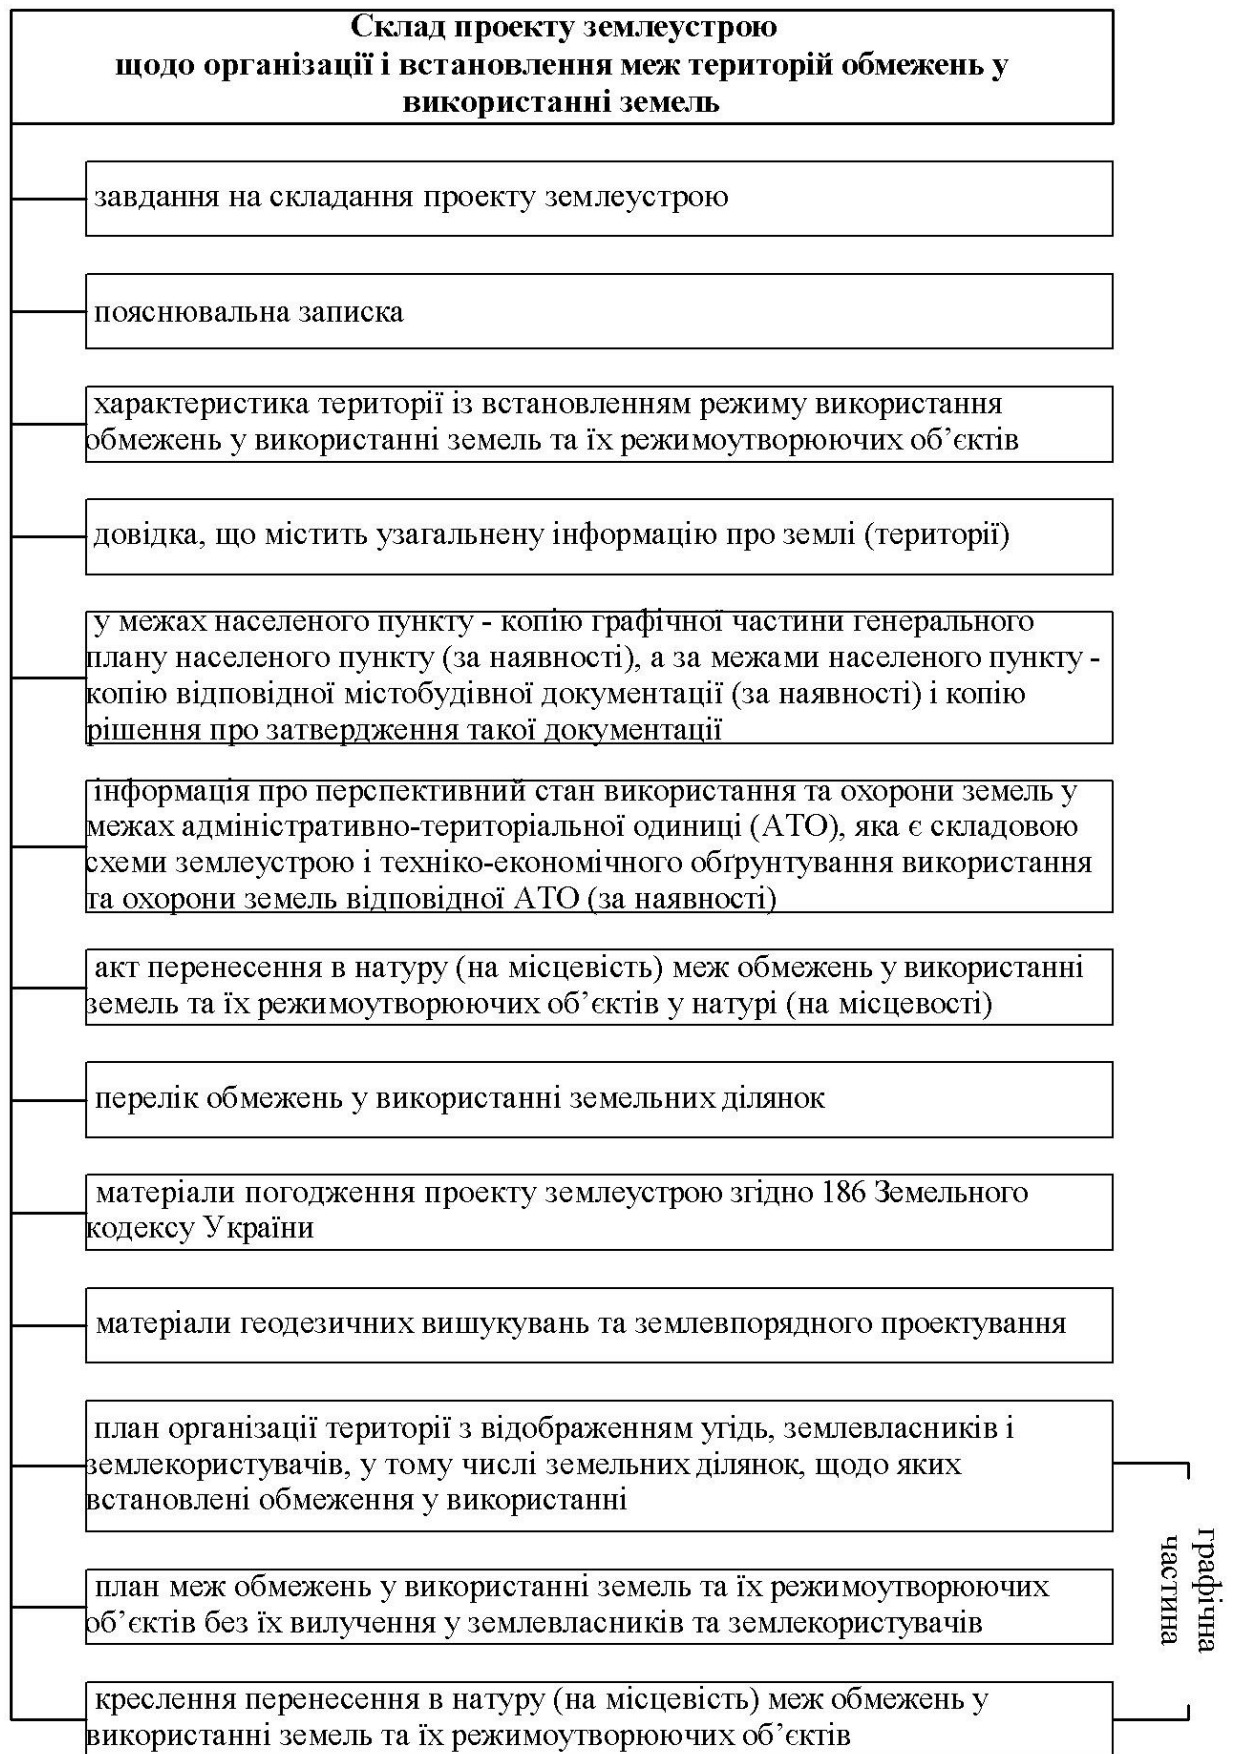 Склад проекту землеустрою
щодо організації і встановлення меж територій обмежень у
використанні земель
завдання на складання проекту землеустрою
пояснювальна записка
характеристика території із встановленням режиму використання
обмежень у використанні земель та їх режимоутворюючих об’єктів
довідка, що містить узагальнену інформацію про землі (території)
у межах населеного пункту - копію графічної частини генерального
плану населеного пункту (за наявності), а за межами населеного пункту -
копію відповідної містобудівної документації (за наявності) і копію
рішення про затвердження такої документації
інформація про перспективний стан використання та охорони земель у
межах адміністративно-територіальної одиниці (АТО), яка є складовою
схеми землеустрою і техніко-економічного обґрунтування використання
та охорони земель відповідної АТО (за наявності)
акт перенесення в натуру (на місцевість) меж обмежень у використанні
земель та їх режимоутворюючих об’єктів у натурі (на місцевості)
перелік обмежень у використанні земельних ділянок
матеріали погодження проекту землеустрою згідно 186 Земельного
кодексу України
матеріали геодезичних вишукувань та землевпорядного проектування
план організації території з відображенням угідь, землевласників і
землекористувачів, у тому числі земельних ділянок, щодо яких
встановлені обмеження у використанні
план меж обмежень у використанні земель та їх режимоутворюючих
об’єктів без їх вилучення у землевласників та землекористувачів
креслення перенесення в натуру (на місцевість) меж обмежень у
використанні земель та їх режимоутворюючих об’єктів
графічна
частина